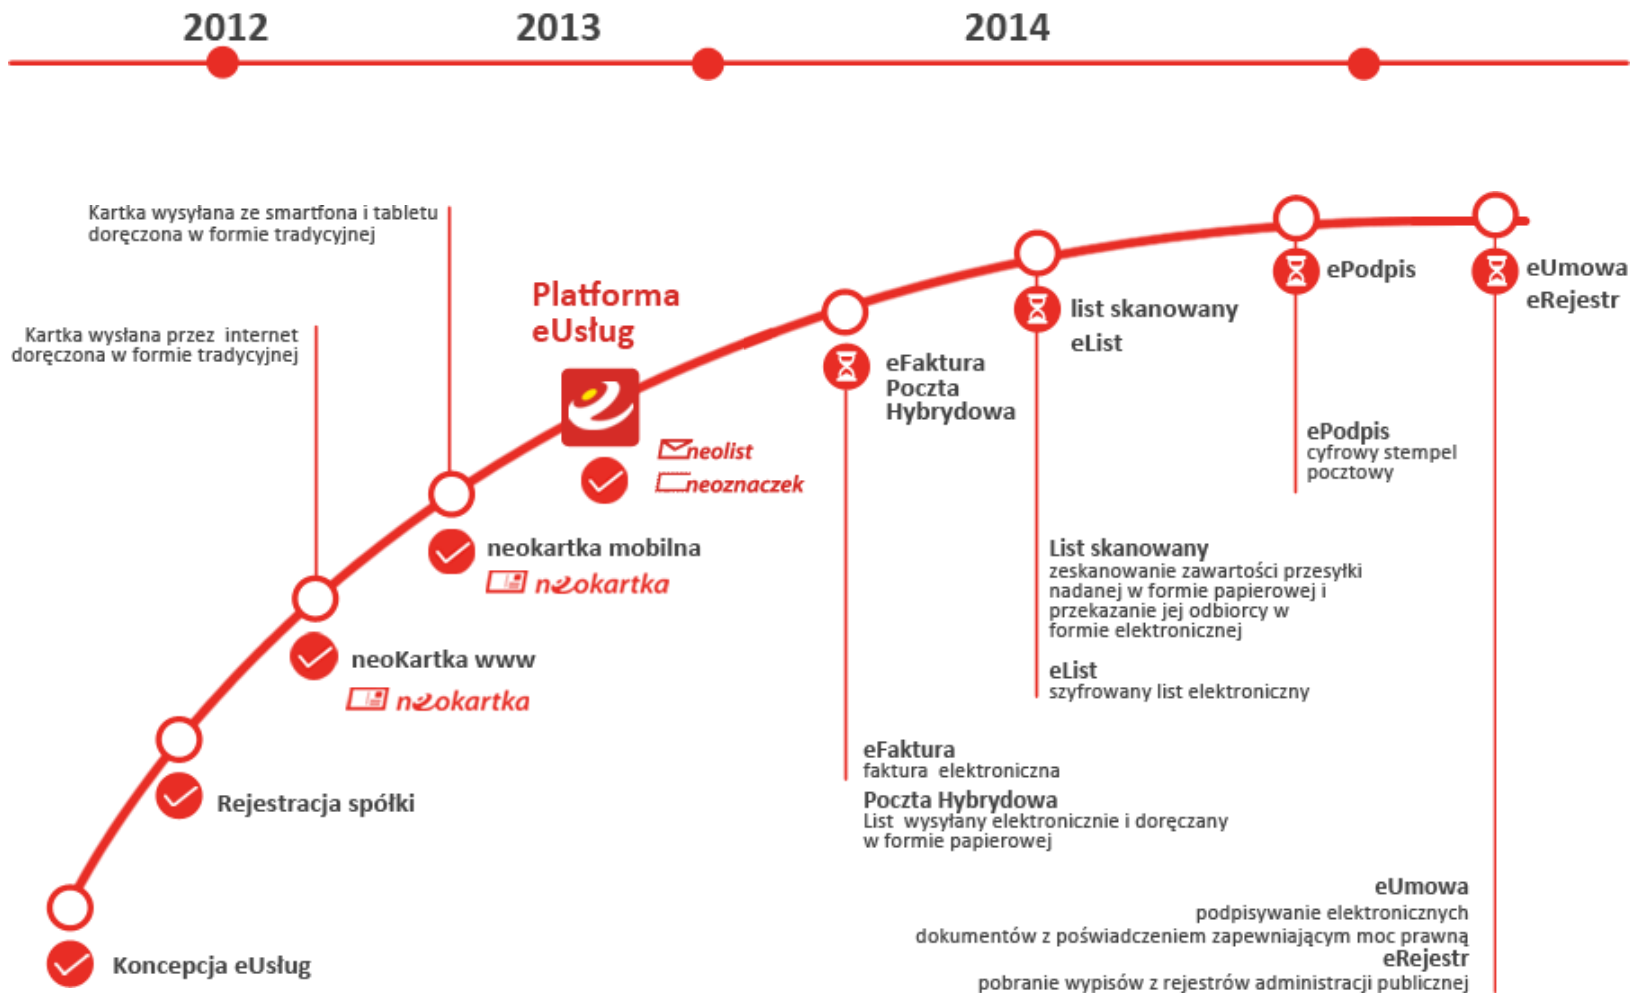 2012
2013
2014
Kartka wysyłana ze smartfona i tabletu
doręczona w formie tradycyjnej
Kartka wysłana przez internet
doręczona w formie tradycyjnej
Platforma
eUsług
neolist
neoznaczek
neokartka mobilna
neokartka
neoKartka www
neokartka
Rejestracja spółki
Koncepcja eUsług
eFaktura
Poczta
Hybrydowa
list skanowany
eList
ePodpis
eUmowa
eRejestr
ePodpis
cyfrowy stempel
pocztowy
List skanowany
zeskanowanie zawartości przesyłki
nadanej w formie papierowej i
przekazanie jej odbiorcy w
formie elektronicznej
eList
szyfrowany list elektroniczny
eFaktura
faktura elektroniczna
Poczta Hybrydowa
List wysyłany elektronicznie i doręczany
w formie papierowej
eUmowa
podpisywanie elektronicznych
dokumentów z poświadczeniem zapewniającym moc prawną
eRejestr
pobranie wypisów z rejestrów administracji publicznej